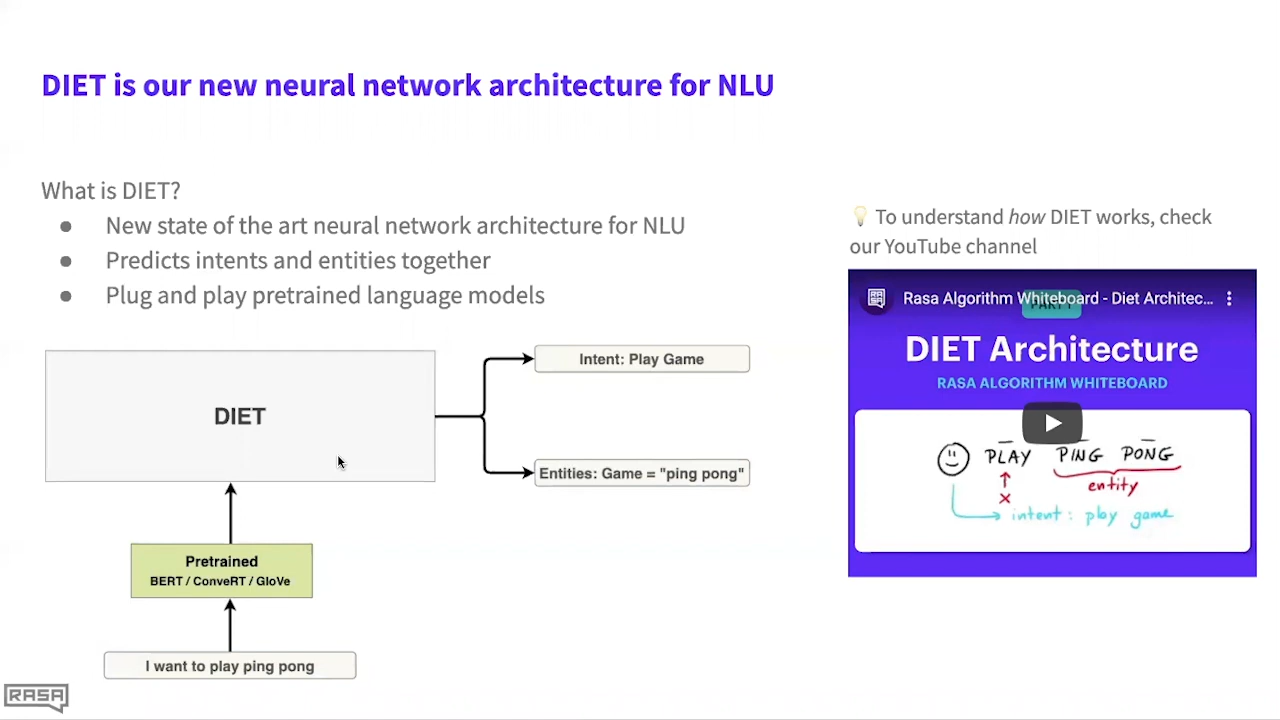 DIET is our new neural network architecture for NLU
What is DIET?
● New state of the art neural network architecture for NLU
● Predicts intents and entities together
● Plug and play pretrained language models
DIET
Intent: Play Game
Entities: Game = "ping pong"
Pretrained
BERT / ConveRT / GloVe
I want to play ping pong
RASA
💡 To understand how DIET works, check
our YouTube channel
RASA
Rasa Algorithm Whiteboard - Diet Architec...
PART 1
DIET Architecture
RASA ALGORITHM WHITEBOARD
PLAY PING PONG
x
entity
intent: play game